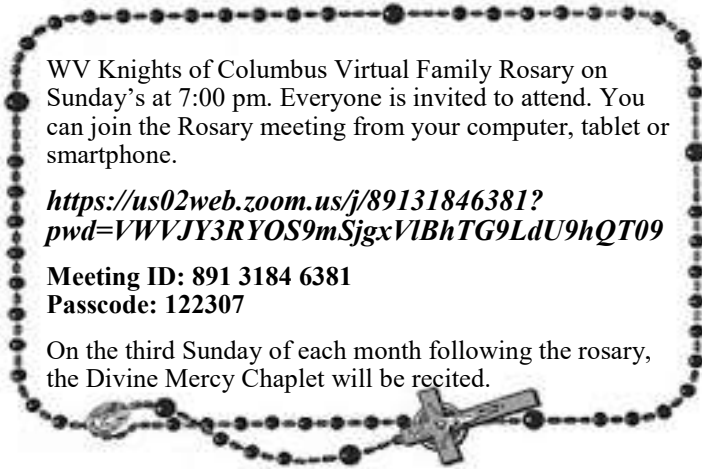 WV Knights of Columbus Virtual Family Rosary on
Sunday's at 7:00 pm. Everyone is invited to attend. You
can join the Rosary meeting from your computer, tablet or
smartphone.
https://us02web.zoom.us/j/89131846381?
pwd=VWVJY3RYOS9mSjgxVlBhTG9LdU9hQT09
Meeting ID: 891 3184 6381
Passcode: 122307
On the third Sunday of each month following the rosary,
the Divine Mercy Chaplet will be recited.